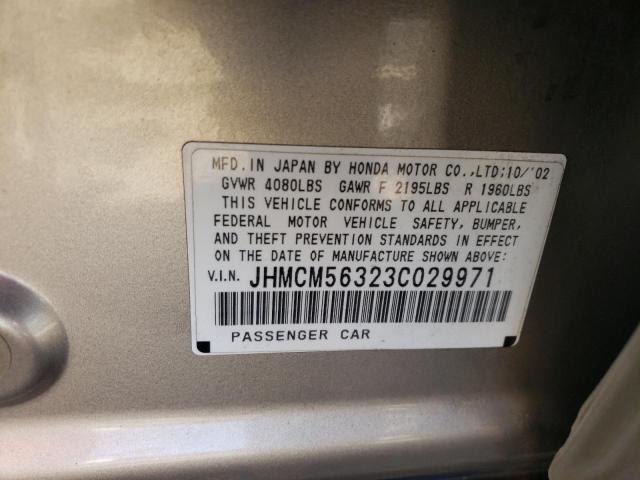 MFD. IN JAPAN BY HONDA MOTOR CO.,LTD;10/'02
GVWR 4080LBS GAWR F 2195LBS R 1960LBS
THIS VEHICLE CONFORMS TO ALL APPLICABLE
FEDERAL MOTOR VEHICLE SAFETY, BUMPER,
AND THEFT PREVENTION STANDARDS IN EFFECT
ON THE DATE OF MANUFACTURE SHOWN ABOVE:
V.I.N. JHMCM56323C029971
PASSENGER CAR